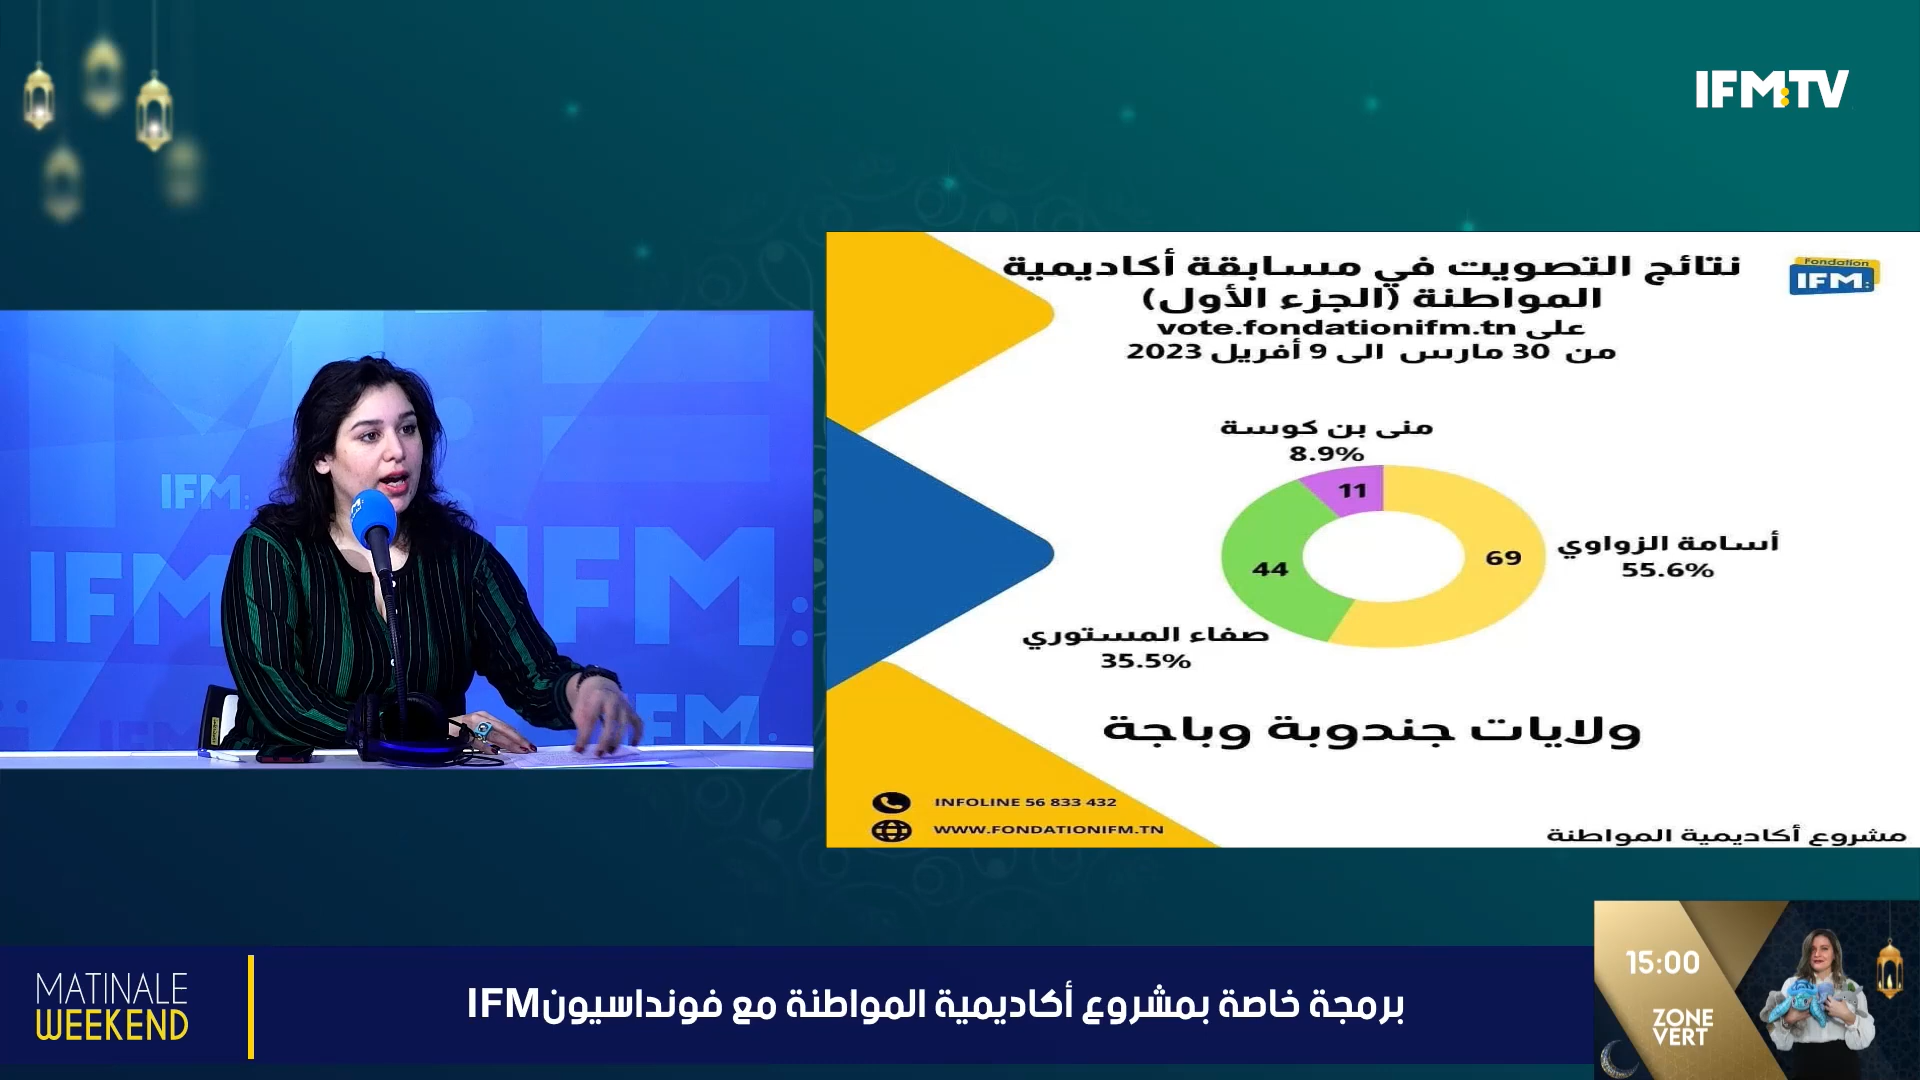 IFM:TV
نتائج التصويت في مسابقة أكاديمية
المواطنة (الجزء الأول)
على vote.fondationifm.tn
من 30 مارس الى 9 أفريل 2023
Fondation
IFM:
منى بن كوسة
8.9%
11
أسامة الزواوي
55.6%
69
44
صفاء المستوري
35.5%
ولايات جندوبة وباجة
INFOLINE 56 833 432
WWW.FONDATIONIFM.TN
مشروع أكاديمية المواطنة
IFM:
IFM
IFM:
IFM:
MATINALE
WEEKEND
برمجة خاصة بمشروع أكاديمية المواطنة مع فونداسيونIFM
15:00
ZONE
VERT